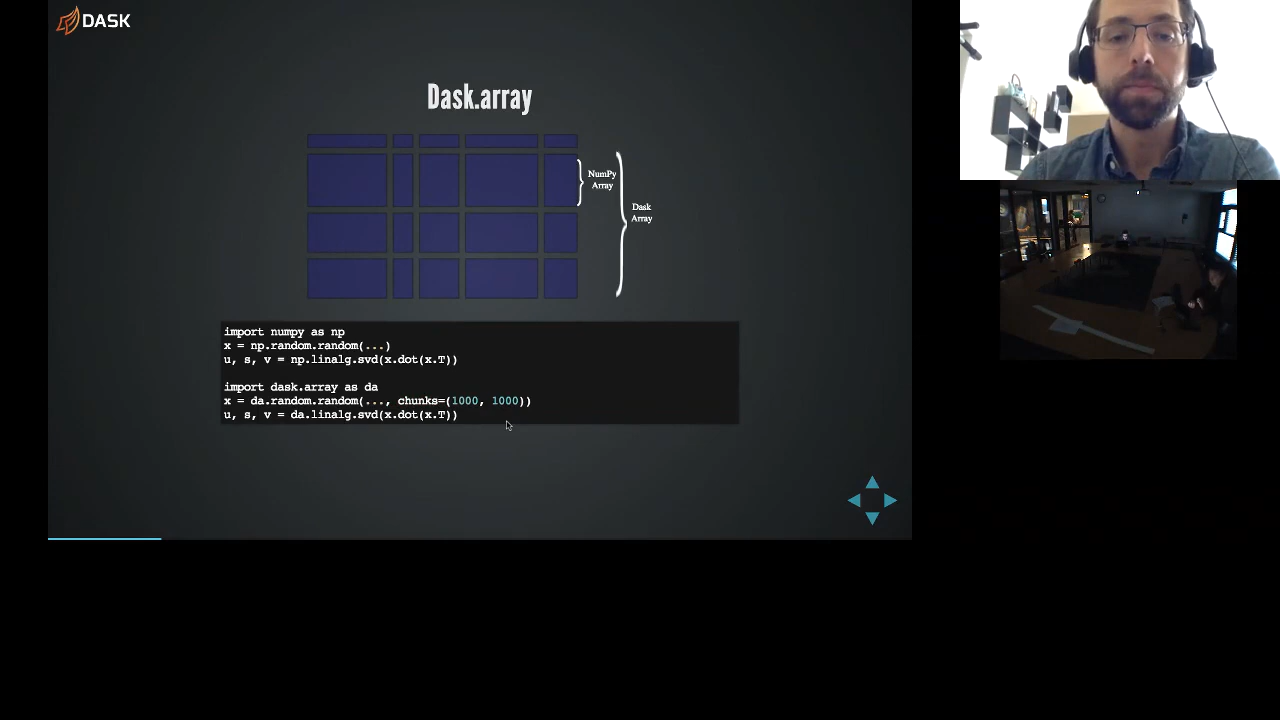 DASK
Dask.array
NumPy
Array
Dask
Array
import numpy as np
x = np.random.random(...)
u, s, v = np.linalg.svd(x.dot(x.T))
import dask.array as da
x = da.random.random(..., chunks=(1000, 1000))
u, s, v = da.linalg.svd(x.dot(x.T))